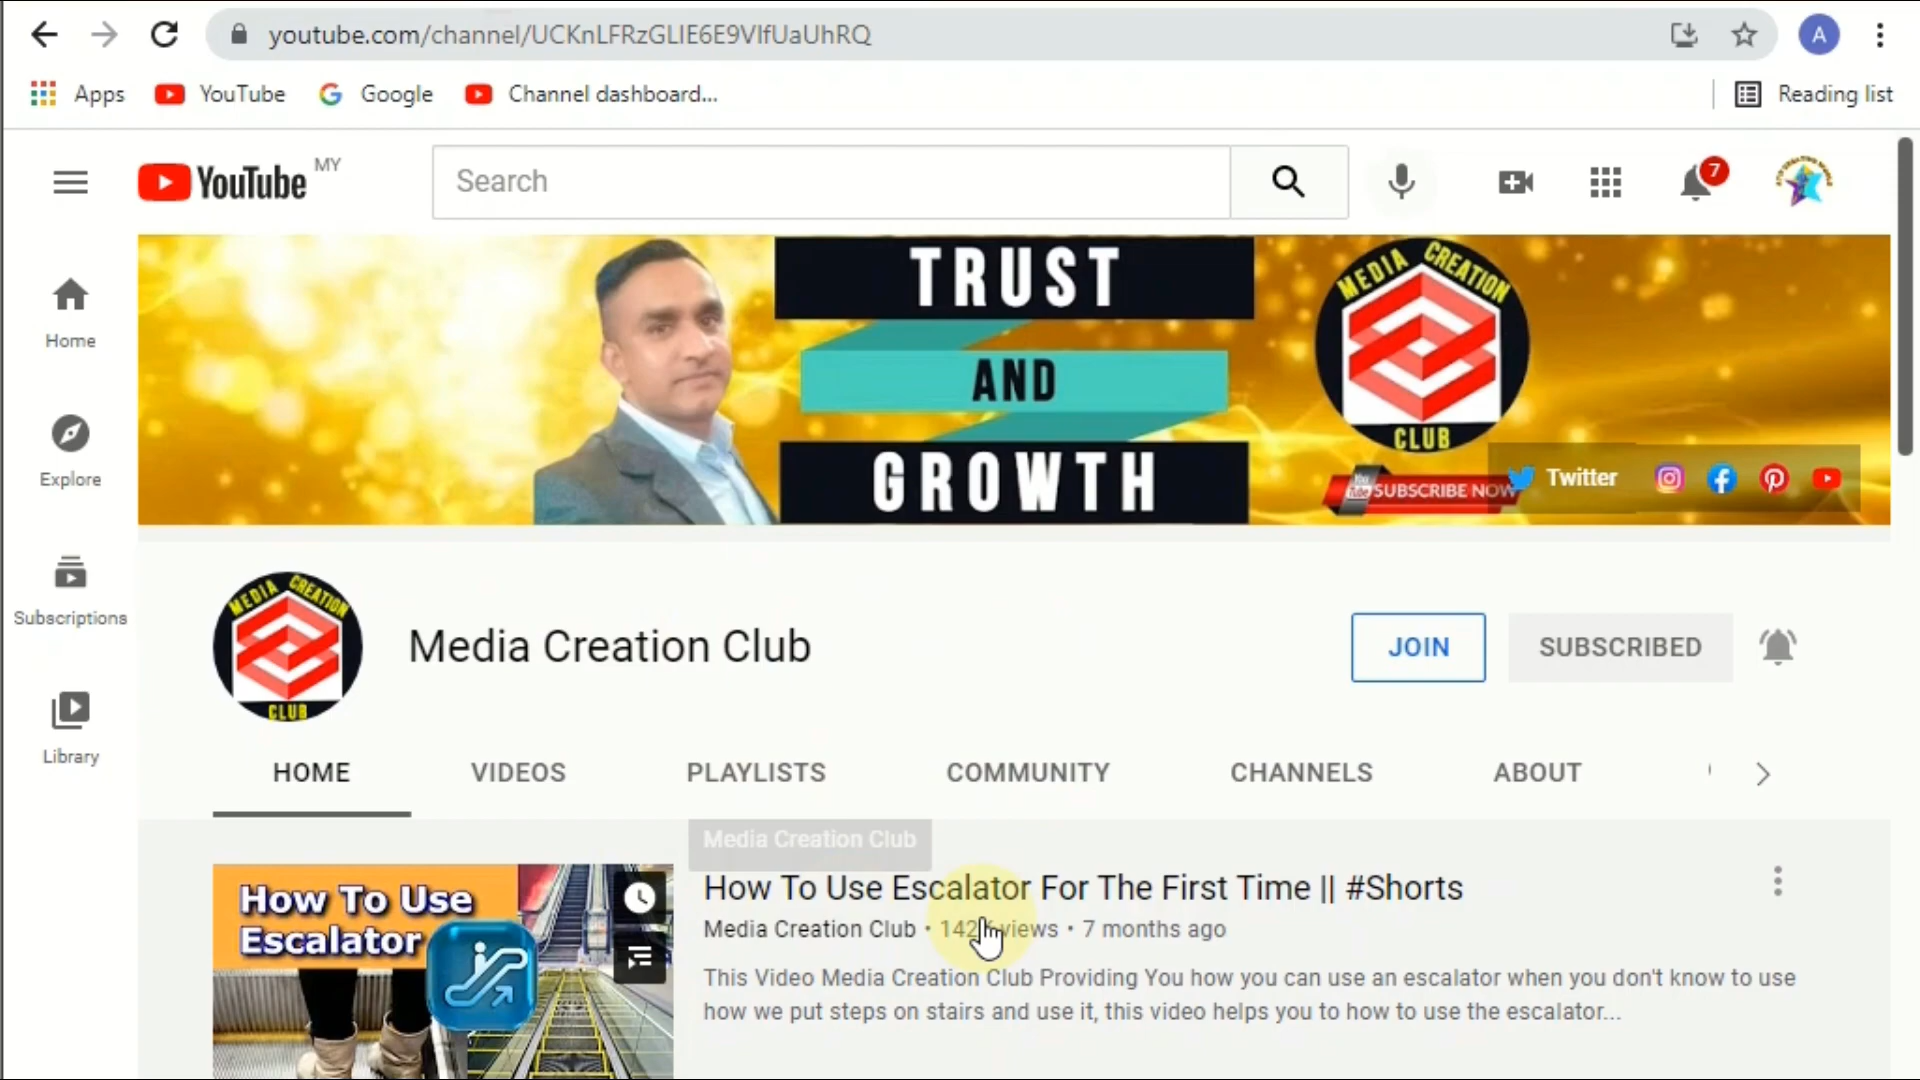 youtube.com/channel/UCKnLFRzGLIE6E9VIfUaUhRQ
A
Apps
YouTube
Google
Channel dashboard...
Reading list
YouTube MY
Search
7
TRUST
AND
GROWTH
MEDIA CREATION
CLUB
SUBSCRIBE NOW
Twitter
Home
Explore
Subscriptions
Library
MEDIA CREATION
CLUB
Media Creation Club
JOIN
SUBSCRIBED
HOME
VIDEOS
PLAYLISTS
COMMUNITY
CHANNELS
ABOUT
Media Creation Club
How To Use
Escalator
How To Use Escalator For The First Time || #Shorts
Media Creation Club • views • 7 months ago
This Video Media Creation Club Providing You how you can use an escalator when you don't know to use
how we put steps on stairs and use it, this video helps you to how to use the escalator...